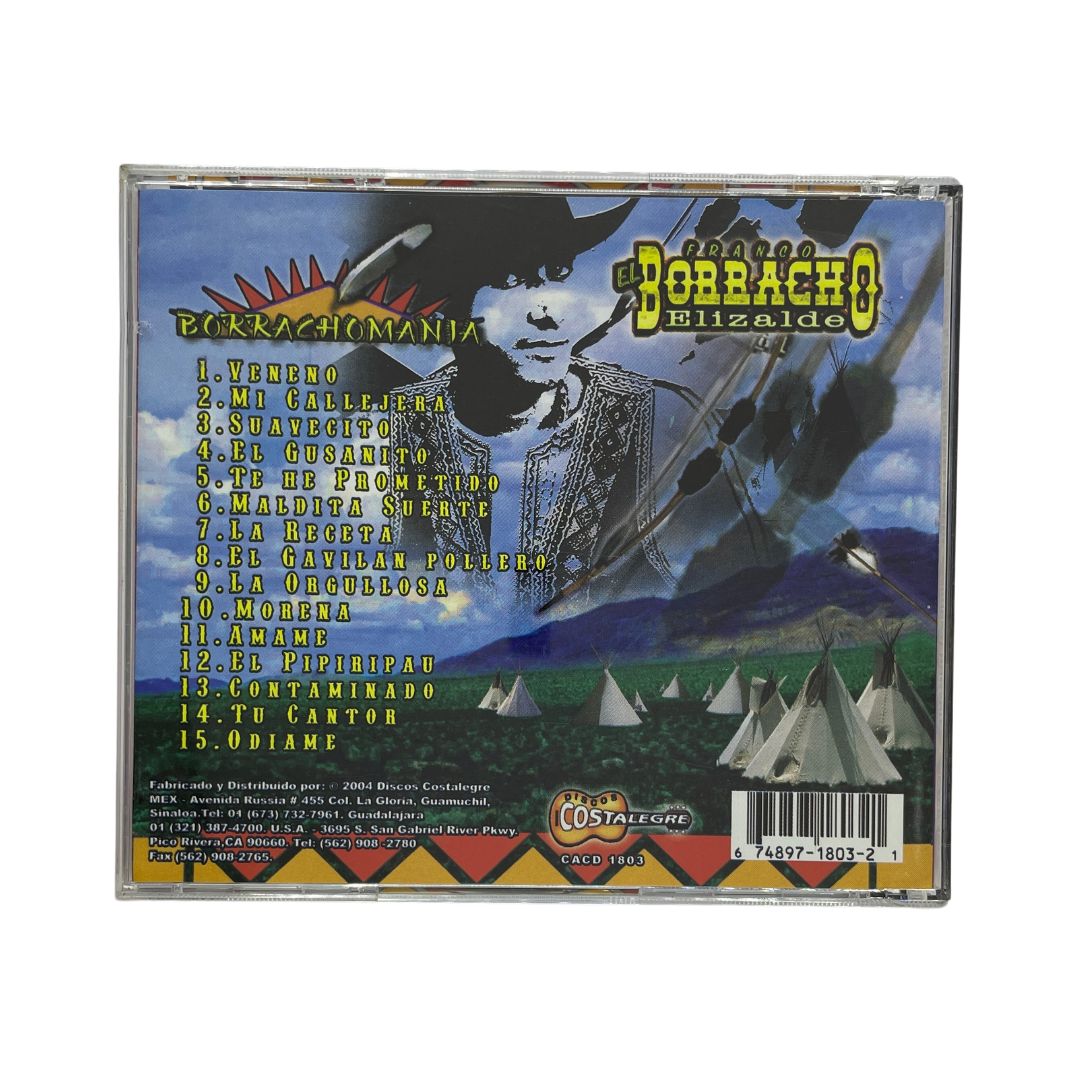 FRANCO
EL BORRACHO
Elizalde
BORRACHOMANIA
1. VENENO
2. MI CALLEJERA
3. SUAVECITO
4. EL GUSANITO
5. TE HE PROMETIDO
6. MALDITA SUERTE
7. LA RECETA
8. EL GAVILAN POLLERO
9. LA ORGULLOSA
10. MORENA
11. AMAME
12. EL PIPIRIPAU
13. CONTAMINADO
14. TU CANTOR
15. ODIAME
Fabricado y Distribuido por: © 2004 Discos Costalegre
MEX - Avenida Russia # 455 Col. La Gloria, Guamuchil,
Sinaloa.Tel: 01 (673) 732-7961. Guadalajara
01 (321) 387-4700. U.S.A. - 3695 S. San Gabriel River Pkwy.
Pico Rivera,CA 90660. Tel: (562) 908 -2780
Fax (562) 908-2765.
DISCOS
COSTALEGRE
CACD 1803
6 74897-1803-2 1